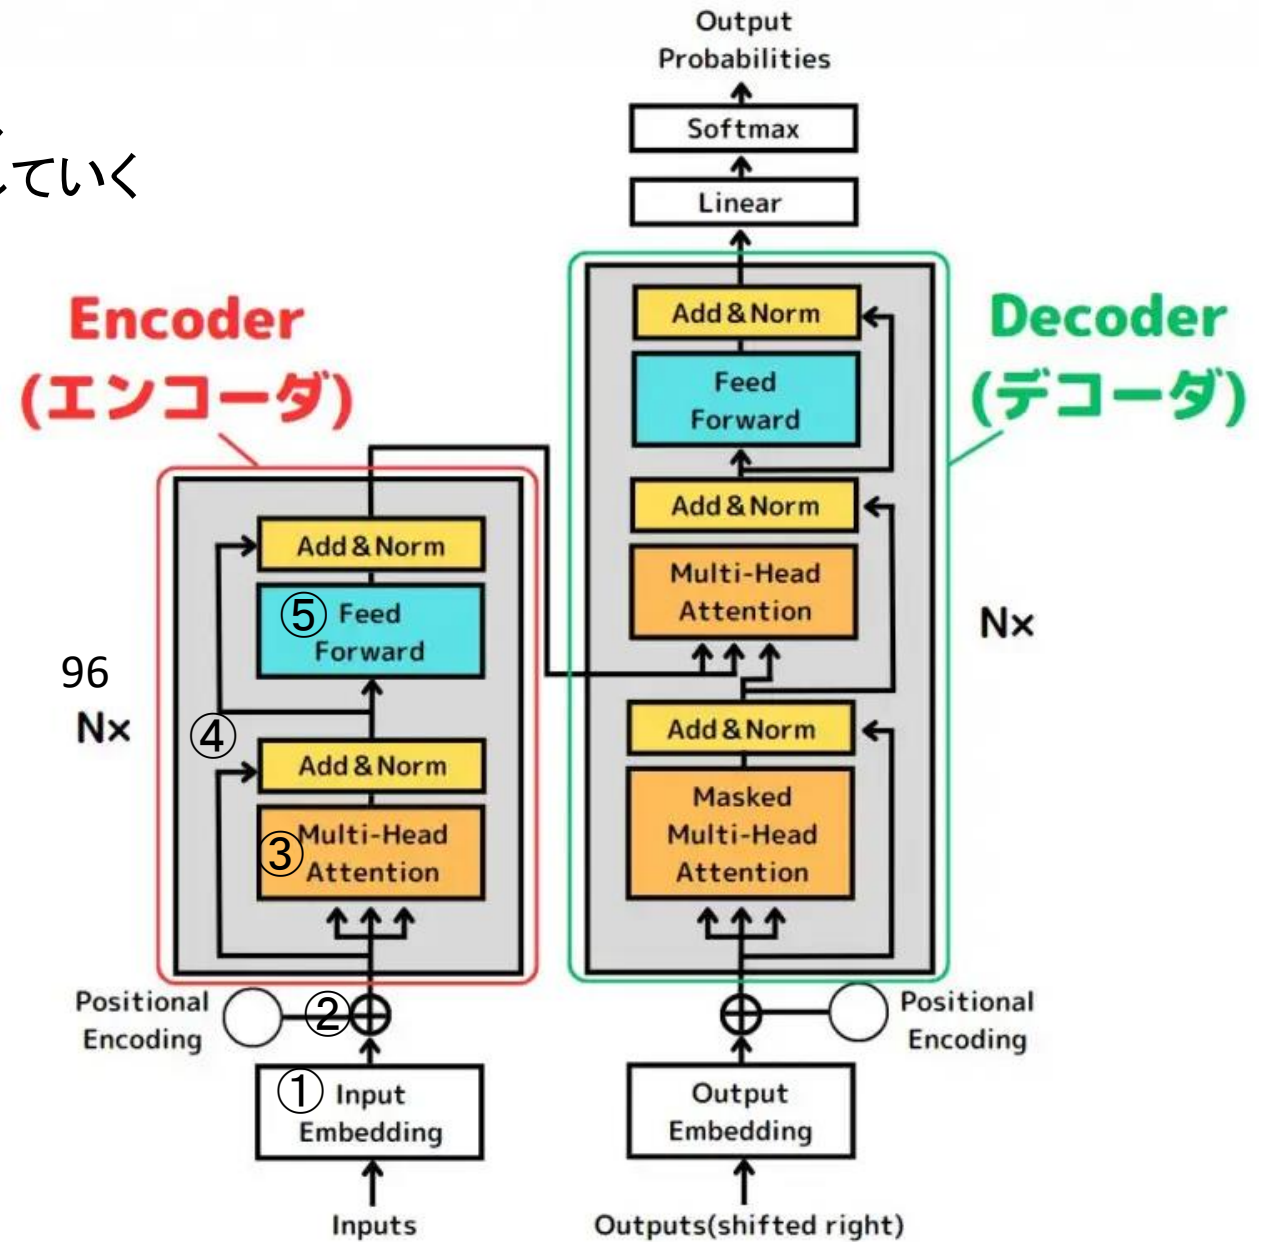 Output
Probabilities
Softmax
ていく
Linear
Encoder
(エンコーダ)
Decoder
(デコーダ)
Add & Norm
Feed
Forward
Add & Norm
Multi-Head
Attention
Add & Norm
Masked
Multi-Head
Attention
N×
Add & Norm
⑤ Feed
Forward
96
N×
④
Add & Norm
③ Multi-Head
Attention
Positional
Encoding
②
① Input
Embedding
Inputs
Positional
Encoding
Output
Embedding
Outputs(shifted right)